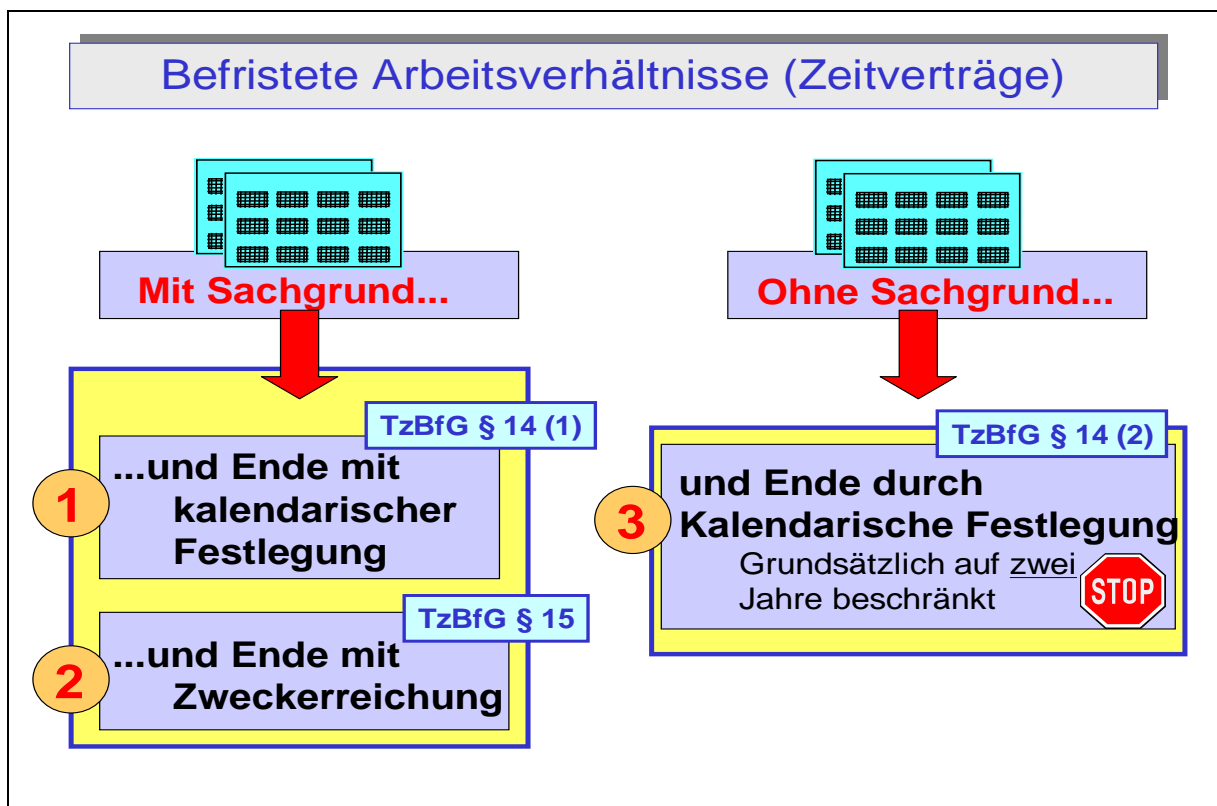 Befristete Arbeitsverhältnisse (Zeitverträge)
Mit Sachgrund...
TzBfG § 14 (1)
1
...und Ende mit
kalendarischer
Festlegung
TzBfG § 15
2
...und Ende mit
Zweckerreichung
Ohne Sachgrund...
TzBfG § 14 (2)
3
und Ende durch
Kalendarische Festlegung
Grundsätzlich auf zwei
Jahre beschränkt
STOP